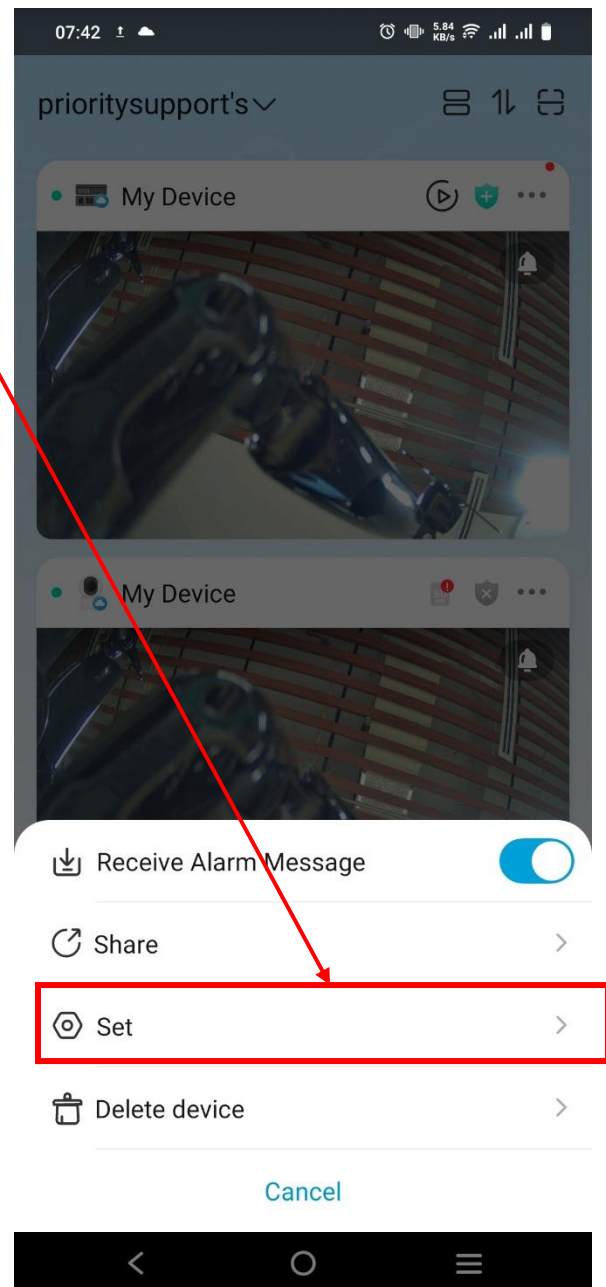 07:42
5.84
KB/s
prioritysupport's
My Device
My Device
Receive Alarm Message
Share
Set
Delete device
Cancel